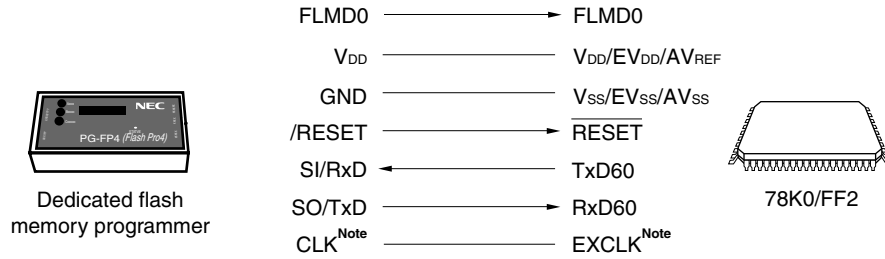 FLMD0 FLMD0
VDD VDD/EVDD/AVREF
GND VSS/EVSS/AVSS
/RESET RESET
SI/RxD TxD60
SO/TxD RxD60
CLKNote EXCLKNote
NEC
PG-FP4 (Flash Pro4)
Dedicated flash
memory programmer
78K0/FF2